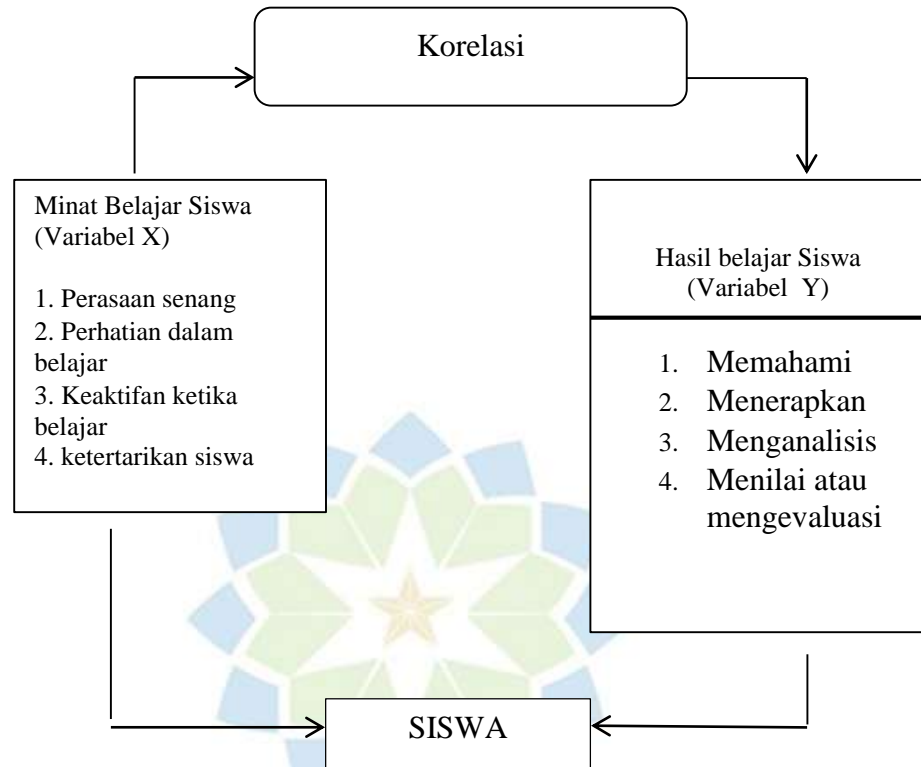 Korelasi
Minat Belajar Siswa
(Variabel X)
1. Perasaan senang
2. Perhatian dalam
belajar
3. Keaktifan ketika
belajar
4. ketertarikan siswa
Hasil belajar Siswa
(Variabel Y)
1. Memahami
2. Menerapkan
3. Menganalisis
4. Menilai atau
mengevaluasi
SISWA